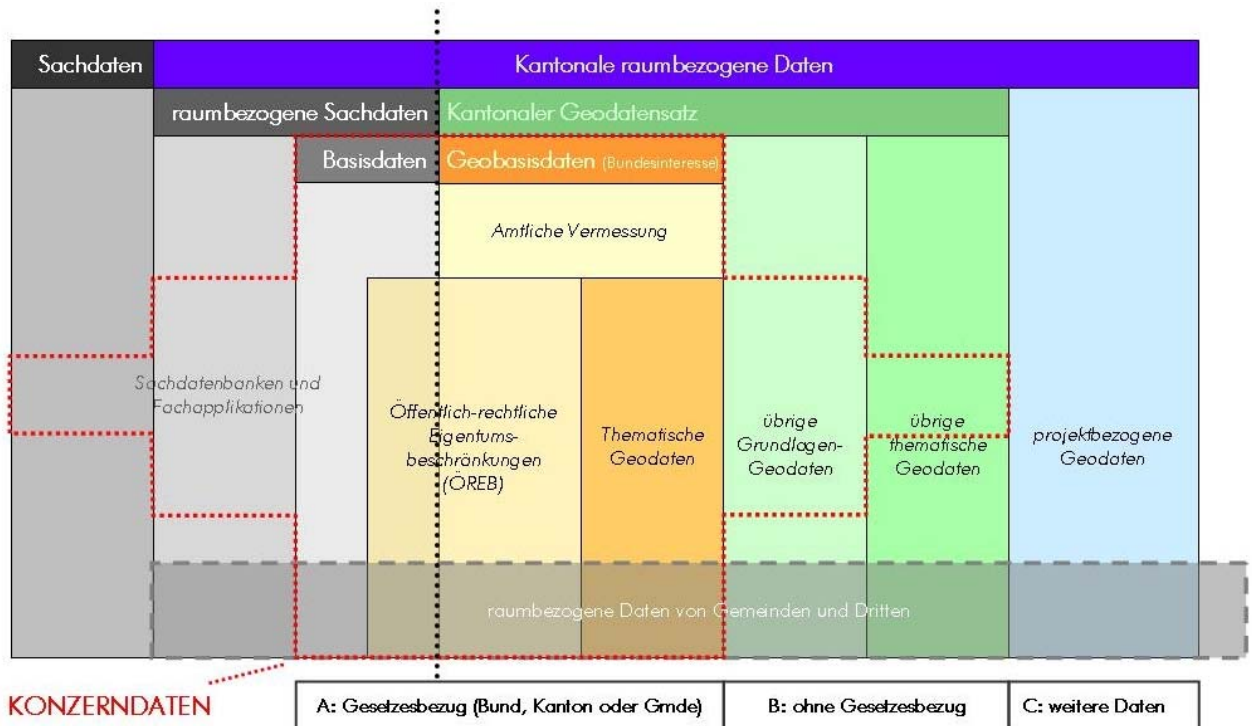 Sachdaten
Kantonale raumbezogene Daten
raumbezogene Sachdaten
Kantonaler Geodatensatz
Basisdaten
Geobasisdaten (Bundesinteresse)
Amtliche Vermessung
Sachdatenbanken und
Fachapplikationen
Öffentlich-rechtliche
Eigentums-
beschränkungen
(ÖREB)
Thematische
Geodaten
übrige
Grundlagen-
Geodaten
übrige
thematische
Geodaten
projektbezogene
Geodaten
raumbezogene Daten von Gemeinden und Dritten
KONZERNDATEN
A: Gesetzesbezug (Bund, Kanton oder Gmde)
B: ohne Gesetzesbezug
C: weitere Daten